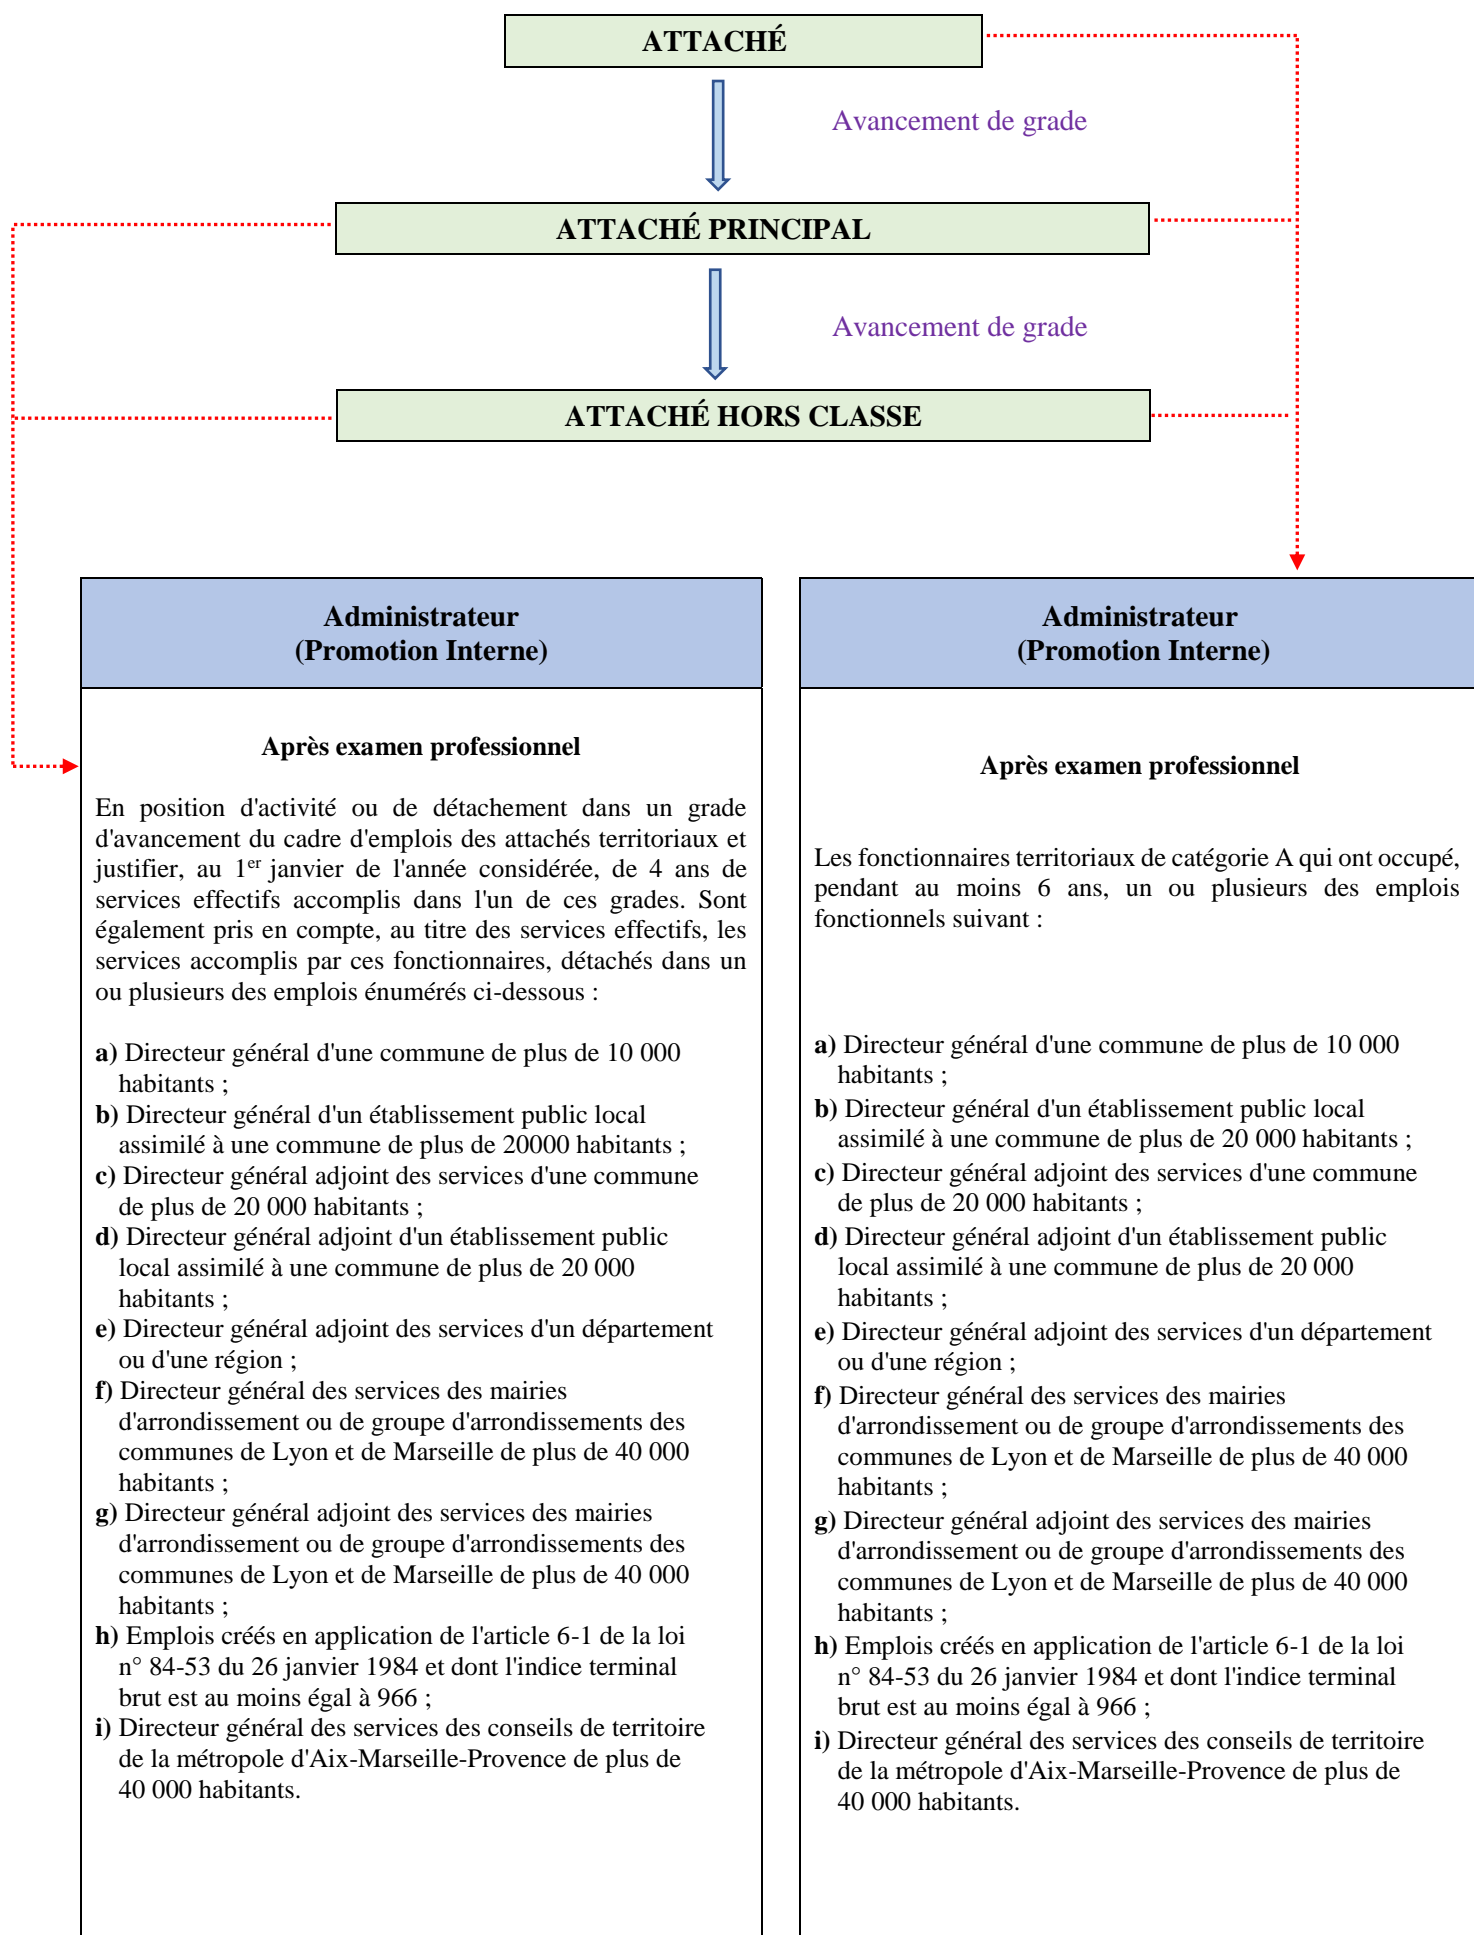 ATTACHÉ
Avancement de grade
ATTACHÉ PRINCIPAL
Avancement de grade
ATTACHÉ HORS CLASSE
Administrateur
(Promotion Interne)
Après examen professionnel
En position d'activité ou de détachement dans un grade
d'avancement du cadre d'emplois des attachés territoriaux et
justifier, au 1er janvier de l'année considérée, de 4 ans de
services effectifs accomplis dans l'un de ces grades. Sont
également pris en compte, au titre des services effectifs, les
services accomplis par ces fonctionnaires, détachés dans un
ou plusieurs des emplois énumérés ci-dessous :
a) Directeur général d'une commune de plus de 10 000
habitants ;
b) Directeur général d'un établissement public local
assimilé à une commune de plus de 20000 habitants ;
c) Directeur général adjoint des services d'une commune
de plus de 20 000 habitants ;
d) Directeur général adjoint d'un établissement public
local assimilé à une commune de plus de 20 000
habitants ;
e) Directeur général adjoint des services d'un département
ou d'une région ;
f) Directeur général des services des mairies
d'arrondissement ou de groupe d'arrondissements des
communes de Lyon et de Marseille de plus de 40 000
habitants ;
g) Directeur général adjoint des services des mairies
d'arrondissement ou de groupe d'arrondissements des
communes de Lyon et de Marseille de plus de 40 000
habitants ;
h) Emplois créés en application de l'article 6-1 de la loi
n° 84-53 du 26 janvier 1984 et dont l'indice terminal
brut est au moins égal à 966 ;
i) Directeur général des services des conseils de territoire
de la métropole d'Aix-Marseille-Provence de plus de
40 000 habitants.
Administrateur
(Promotion Interne)
Après examen professionnel
Les fonctionnaires territoriaux de catégorie A qui ont occupé,
pendant au moins 6 ans, un ou plusieurs des emplois
fonctionnels suivant :
a) Directeur général d'une commune de plus de 10 000
habitants ;
b) Directeur général d'un établissement public local
assimilé à une commune de plus de 20 000 habitants ;
c) Directeur général adjoint des services d'une commune
de plus de 20 000 habitants ;
d) Directeur général adjoint d'un établissement public
local assimilé à une commune de plus de 20 000
habitants ;
e) Directeur général adjoint des services d'un département
ou d'une région ;
f) Directeur général des services des mairies
d'arrondissement ou de groupe d'arrondissements des
communes de Lyon et de Marseille de plus de 40 000
habitants ;
g) Directeur général adjoint des services des mairies
d'arrondissement ou de groupe d'arrondissements des
communes de Lyon et de Marseille de plus de 40 000
habitants ;
h) Emplois créés en application de l'article 6-1 de la loi
n° 84-53 du 26 janvier 1984 et dont l'indice terminal
brut est au moins égal à 966 ;
i) Directeur général des services des conseils de territoire
de la métropole d'Aix-Marseille-Provence de plus de
40 000 habitants.